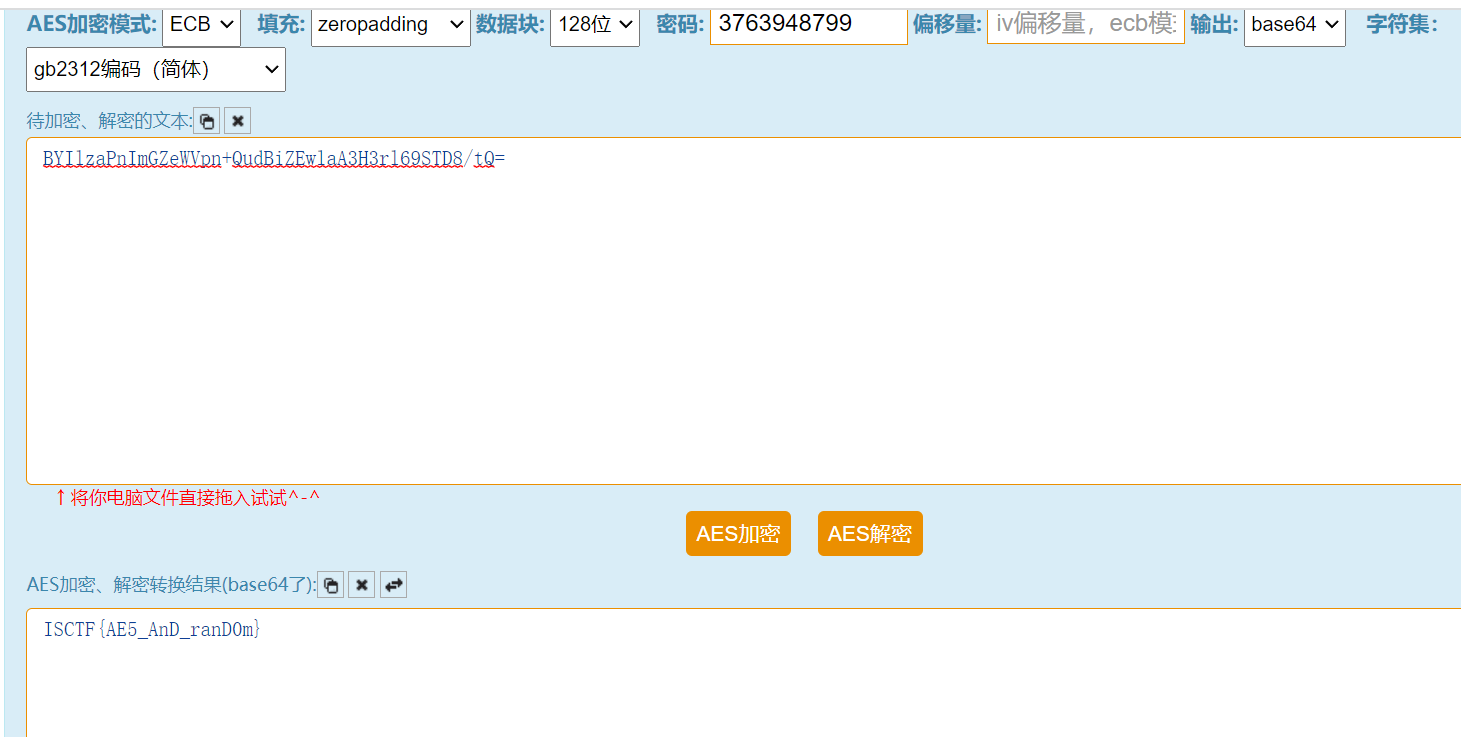 AES加密模式: ECB 填充: zeropadding 数据块: 128位 密码: 3763948799 偏移量: iv偏移量，ecb模 输出: base64 字符集:
gb2312编码（简体）
待加密、解密的文本:
BYIlzaPnImGZeWVpn+QudBiZEwlaA3H3rl69STD8/tQ=
↑将你电脑文件直接拖入试试^-^
AES加密 AES解密
AES加密、解密转换结果(base64了):
ISCTF{AE5_AnD_ranD0m}